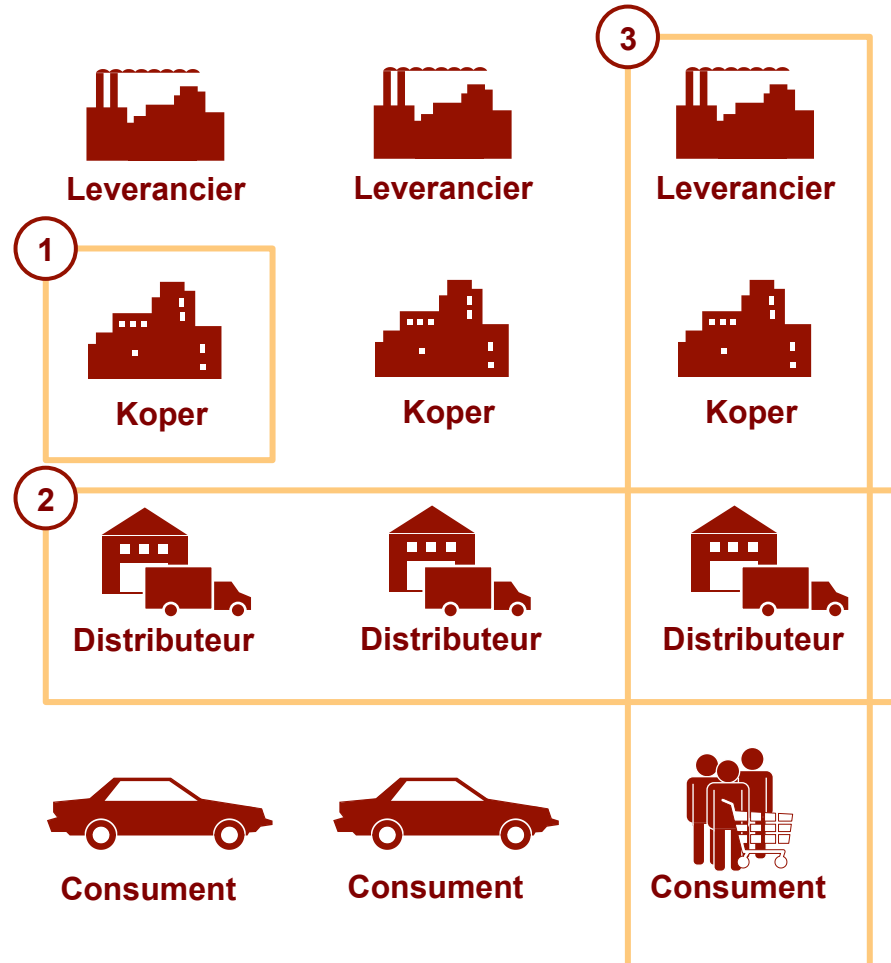 3
Leverancier
Leverancier
Leverancier
1
Koper
Koper
Koper
2
Distributeur
Distributeur
Distributeur
Consument
Consument
Consument